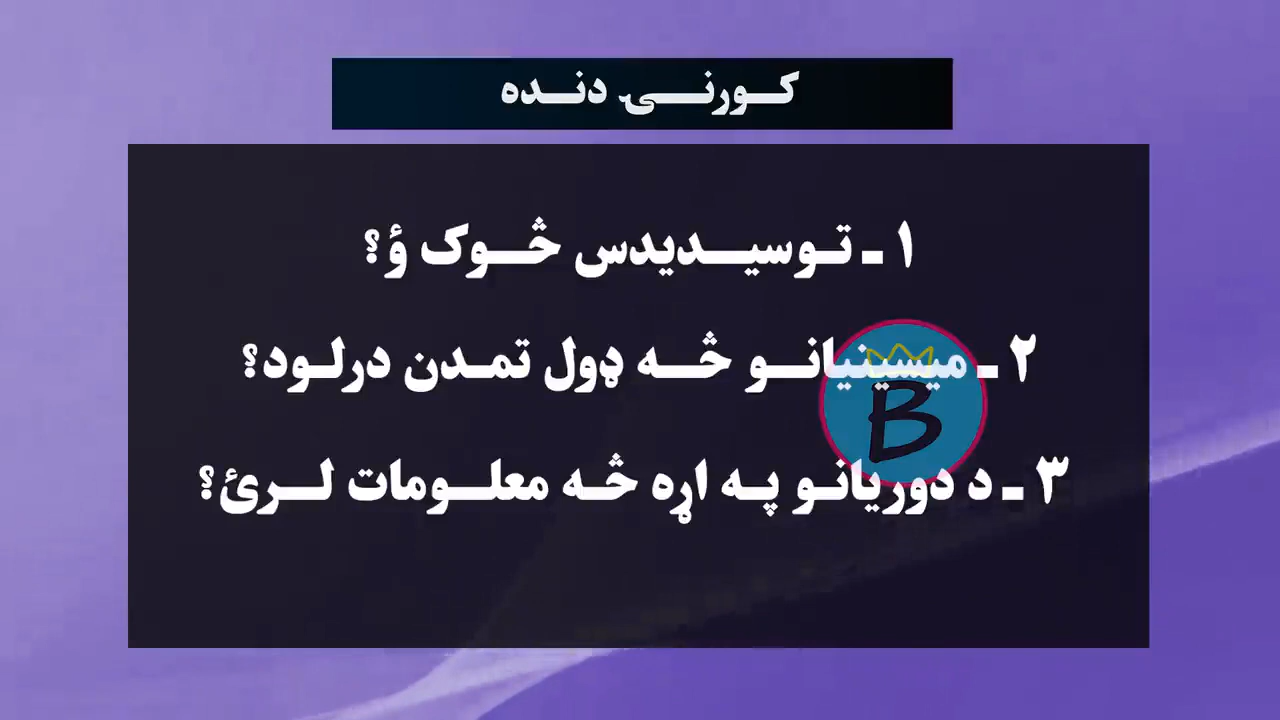 کورنۍ دنده
۱ ـ توسیدیدس څوک ؤ؟
۲ ـ میسینیانو څه ډول تمدن درلود؟
B
۳ ـ د دوریانو په اړه څه معلومات لرئ؟